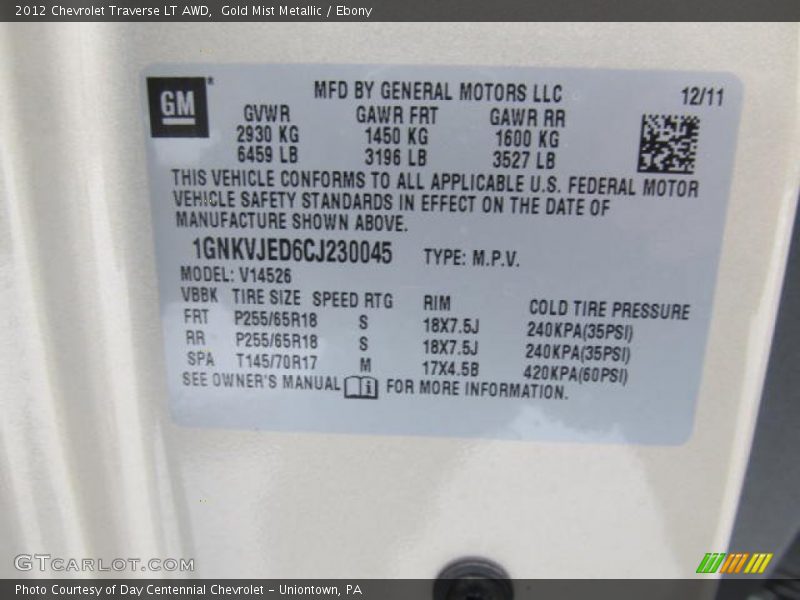 2012 Chevrolet Traverse LT AWD, Gold Mist Metallic / Ebony
GM
MFD BY GENERAL MOTORS LLC 12/11
GVWR GAWR FRT GAWR RR
2930 KG 1450 KG 1600 KG
6459 LB 3196 LB 3527 LB
THIS VEHICLE CONFORMS TO ALL APPLICABLE U.S. FEDERAL MOTOR
VEHICLE SAFETY STANDARDS IN EFFECT ON THE DATE OF
MANUFACTURE SHOWN ABOVE.
1GNKVJED6CJ230045 TYPE: M.P.V.
MODEL: V14526
VBBK TIRE SIZE SPEED RTG RIM COLD TIRE PRESSURE
FRT P255/65R18 S 18X7.5J 240KPA(35PSI)
RR P255/65R18 S 18X7.5J 240KPA(35PSI)
SPA T145/70R17 M 17X4.5B 420KPA(60PSI)
SEE OWNER'S MANUAL i FOR MORE INFORMATION.
GTCARLOT.COM
Photo Courtesy of Day Centennial Chevrolet - Uniontown, PA